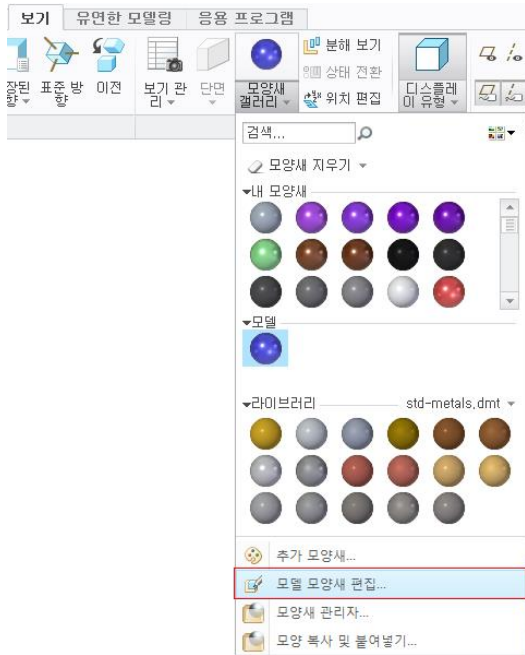 보기 유연한 모델링 응용 프로그램
분해 보기
상태 전환
위치 편집
장된 표준 방 이전 보기 관 단면 모양새 디스플레
향 향 리 갤러리 이 유형
검색...
모양새 지우기
내 모양새
모델
라이브러리 std-metals.dmt
추가 모양새...
모델 모양새 편집...
모양새 관리자...
모양 복사 및 붙여넣기...